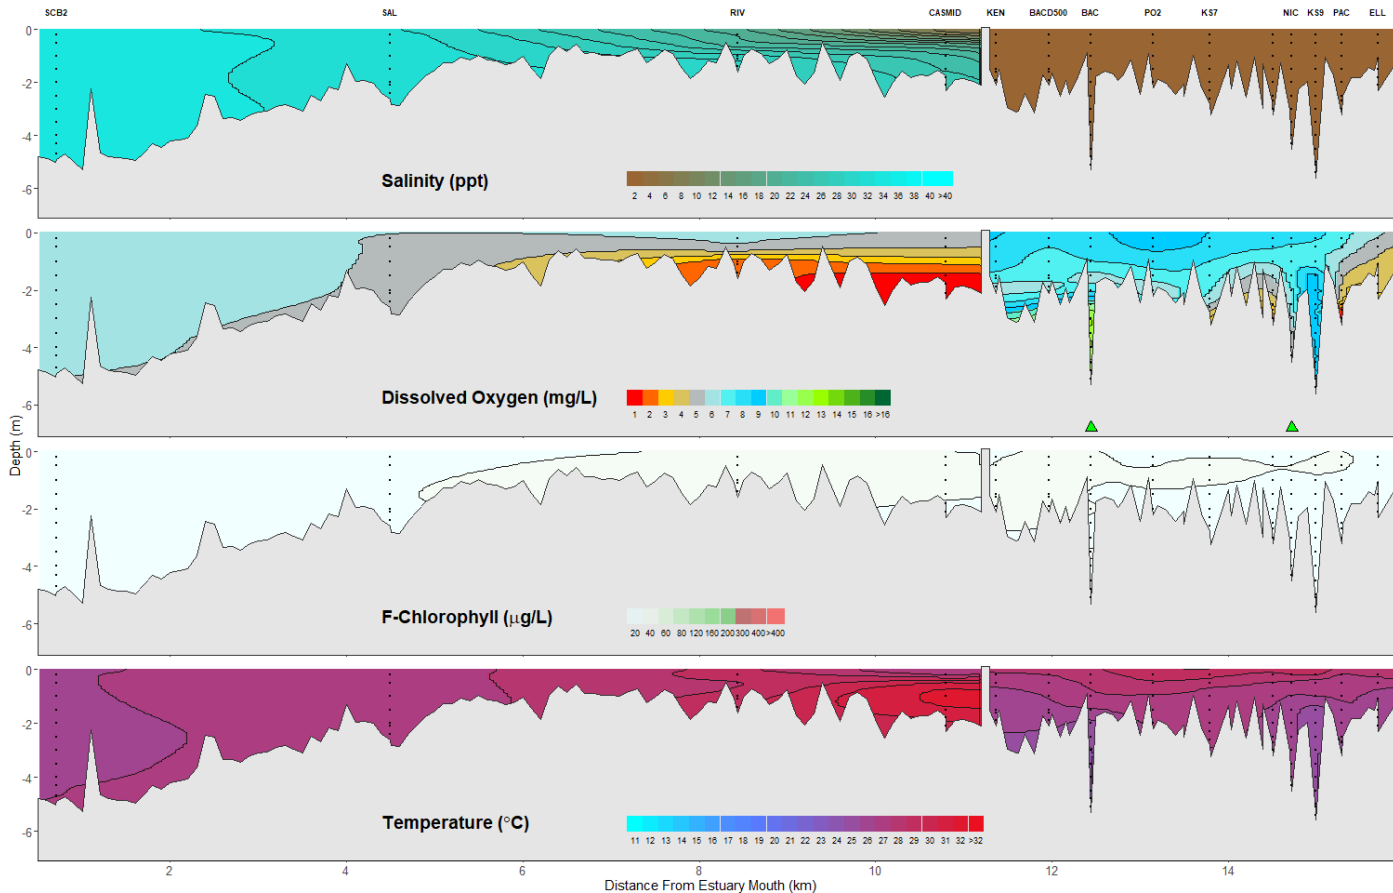 SCB2 SAL RIV CASMID KEN BACD500 BAC PO2 KS7 NIC KS9 PAC ELL
0
-2
-4
-6
Salinity (ppt)
2 4 6 8 10 12 14 16 18 20 22 24 26 28 30 32 34 36 38 40 >40
0
-2
-4
-6
Dissolved Oxygen (mg/L)
1 2 3 4 5 6 7 8 9 10 11 12 13 14 15 16 >16
Depth (m)
0
-2
-4
-6
F-Chlorophyll (μg/L)
20 40 60 80 120 160 200 300 400 >400
0
-2
-4
-6
Temperature (°C)
11 12 13 14 15 16 17 18 19 20 21 22 23 24 25 26 27 28 29 30 31 32 >32
2 4 6 8 10 12 14
Distance From Estuary Mouth (km)